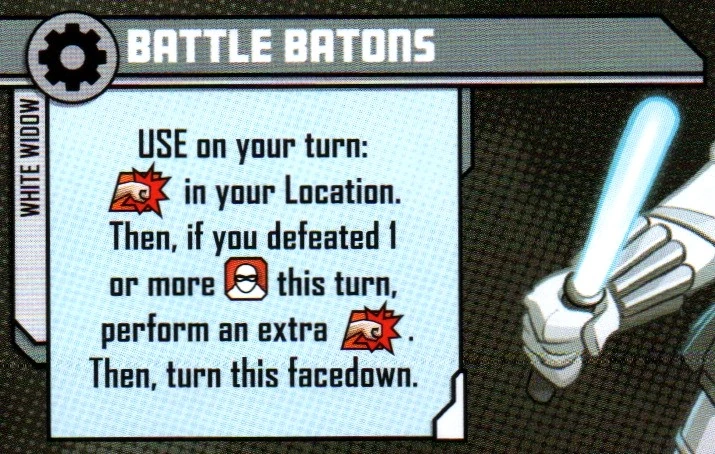 BATTLE BATONS
WHITE WIDOW
USE on your turn:
in your Location.
Then, if you defeated 1
or more this turn,
perform an extra .
Then, turn this facedown.